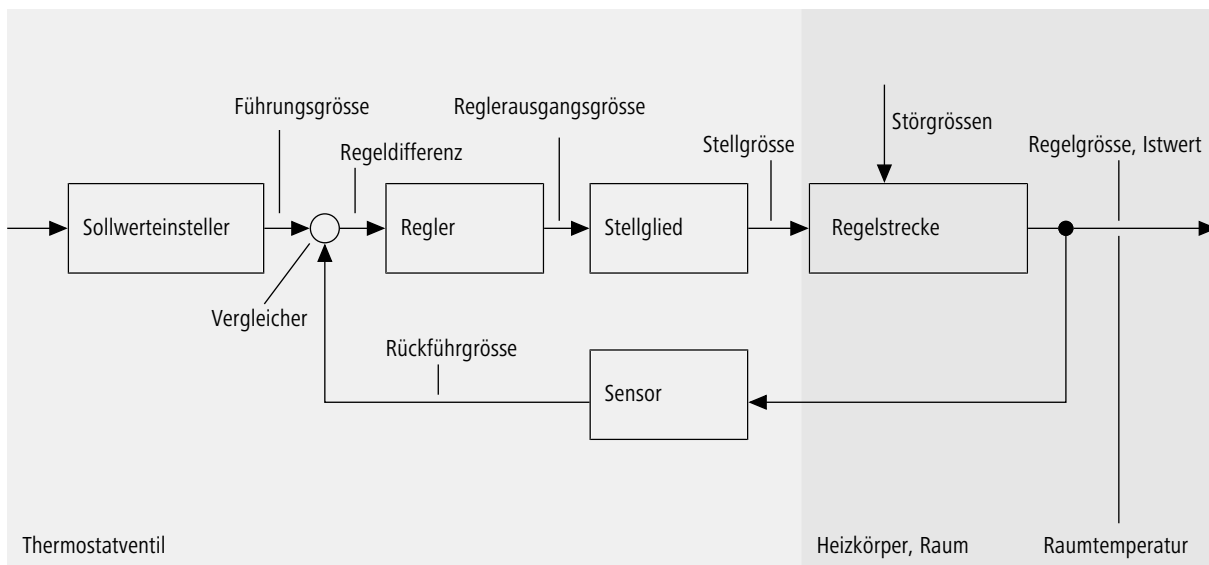 Führungsgrösse
Reglerausgangsgrösse
Störgrössen
Regeldifferenz
Stellgrösse
Regelgrösse, Istwert
Sollwerteinsteller
Regler
Stellglied
Regelstrecke
Vergleicher
Rückführgrösse
Sensor
Thermostatventil
Heizkörper, Raum
Raumtemperatur